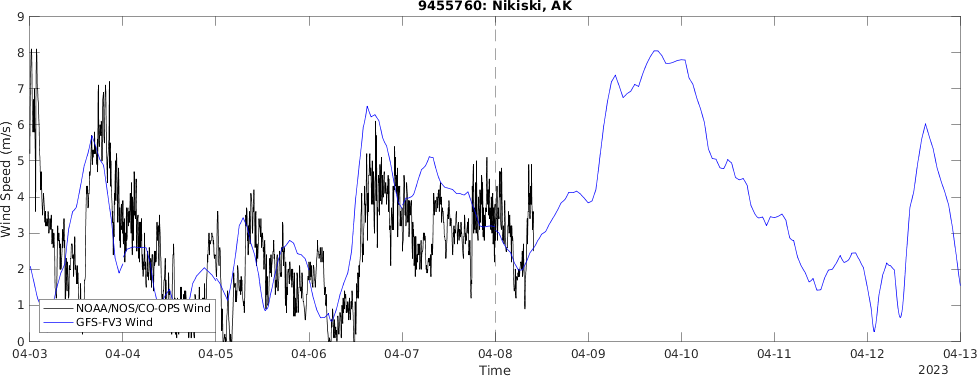 9455760: Nikiski, AK
Wind Speed (m/s)
9
8
7
6
5
4
3
2
1
0
NOAA/NOS/CO-OPS Wind
GFS-FV3 Wind
04-03 04-04 04-05 04-06 04-07 04-08 04-09 04-10 04-11 04-12 04-13
Time
2023